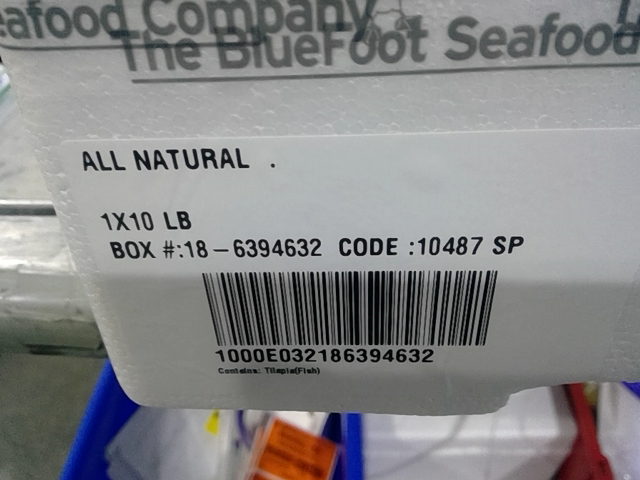 eafood Company
The BlueFoot Seafood
ALL NATURAL .
1X10 LB
BOX #:18-6394632 CODE :10487 SP
1000E032186394632
Contains: Tilapia(Fish)